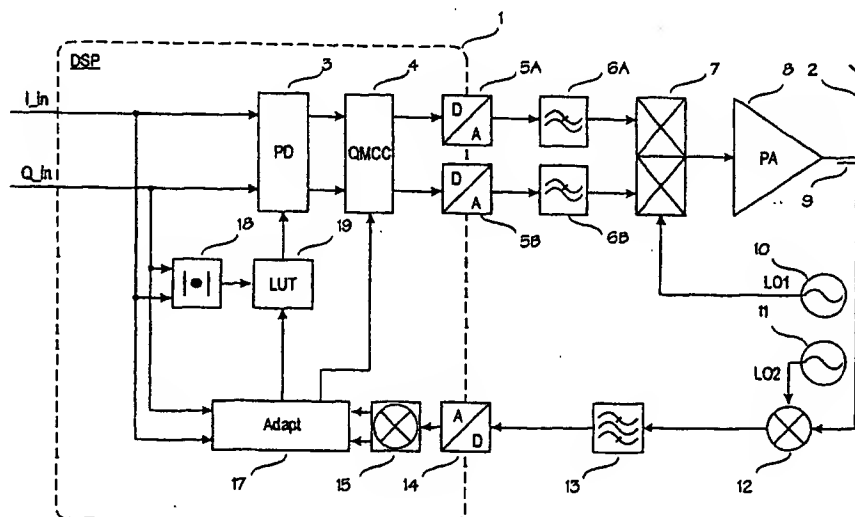 1
DSP
3
4
5A
6A
7
8
2
I_in
D
A
PD
QMCC
PA
Q_in
D
A
9
18
19
5B
6B
10
|•|
LUT
LO1
11
LO2
Adapt
A
D
17
15
14
13
12